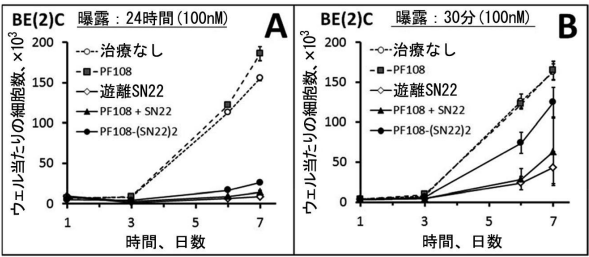 BE(2)C
曝露：24時間(100nM)
A
ウェル当たりの細胞数、×10³
200
150
100
50
0
治療なし
PF108
遊離SN22
PF108 + SN22
PF108-(SN22)2
1
3
5
7
時間、日数
BE(2)C
曝露：30分(100nM)
B
ウェル当たりの細胞数、×10³
200
150
100
50
0
治療なし
PF108
遊離SN22
PF108 + SN22
PF108-(SN22)2
1
3
5
7
時間、日数